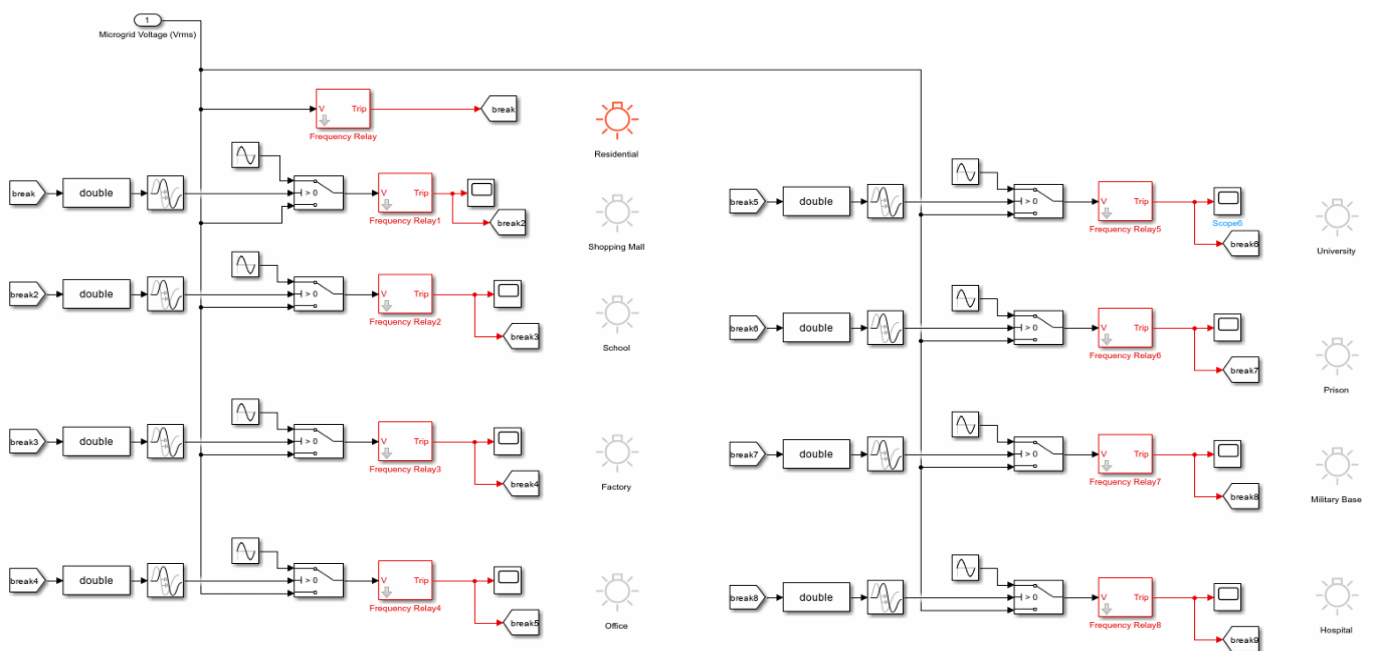 1
Microgrid Voltage (Vrms)
V Trip
Frequency Relay
break
Residential
break
double
> 0
V Trip
Frequency Relay1
break2
Shopping Mall
break2
double
> 0
V Trip
Frequency Relay2
break3
School
break3
double
> 0
V Trip
Frequency Relay3
break4
Factory
break4
double
> 0
V Trip
Frequency Relay4
break5
Office
break5
double
> 0
V Trip
Frequency Relay5
Scope6
break6
University
break6
double
> 0
V Trip
Frequency Relay6
break7
Prison
break7
double
> 0
V Trip
Frequency Relay7
break8
Military Base
break8
double
> 0
V Trip
Frequency Relay8
break9
Hospital